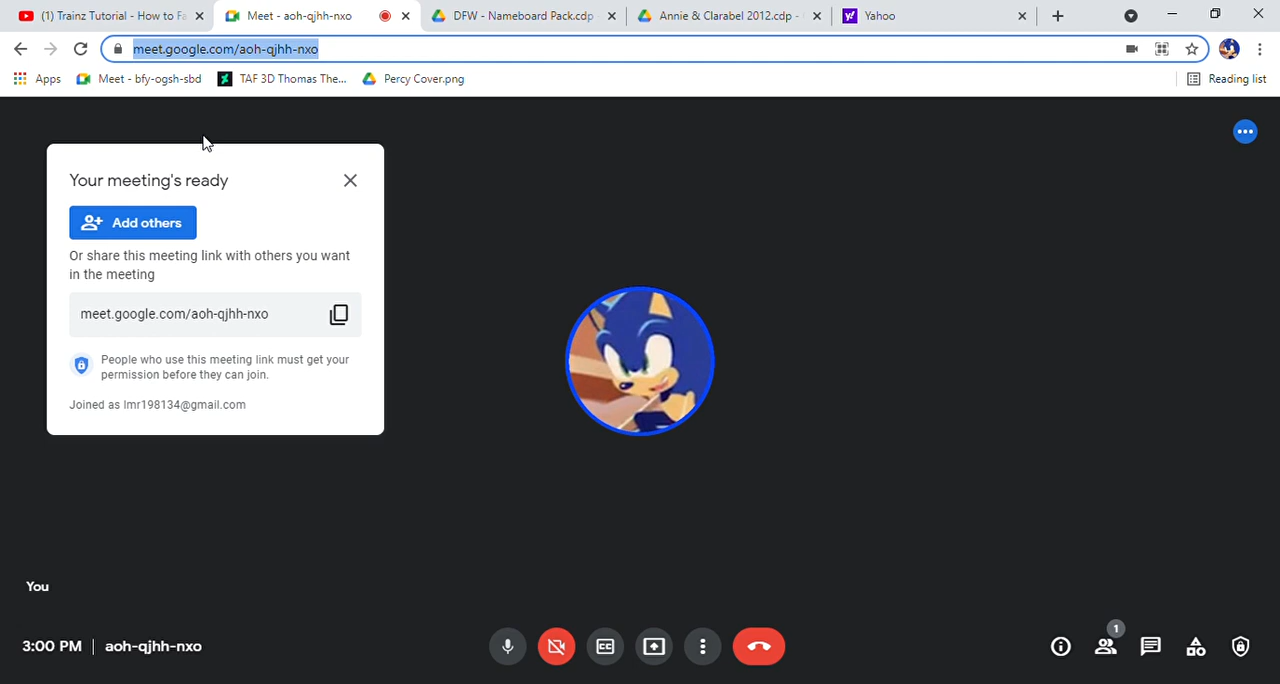 (1) Trainz Tutorial - How to Fa
Meet - aoh-qjhh-nxo
DFW - Nameboard Pack.cdp
Annie & Clarabel 2012.cdp -
Yahoo
meet.google.com/aoh-qjhh-nxo
Apps
Meet - bfy-ogsh-sbd
TAF 3D Thomas The...
Percy Cover.png
Reading list
Your meeting's ready
Add others
Or share this meeting link with others you want
in the meeting
meet.google.com/aoh-qjhh-nxo
People who use this meeting link must get your
permission before they can join.
Joined as lmr198134@gmail.com
You
3:00 PM | aoh-qjhh-nxo
CC
1